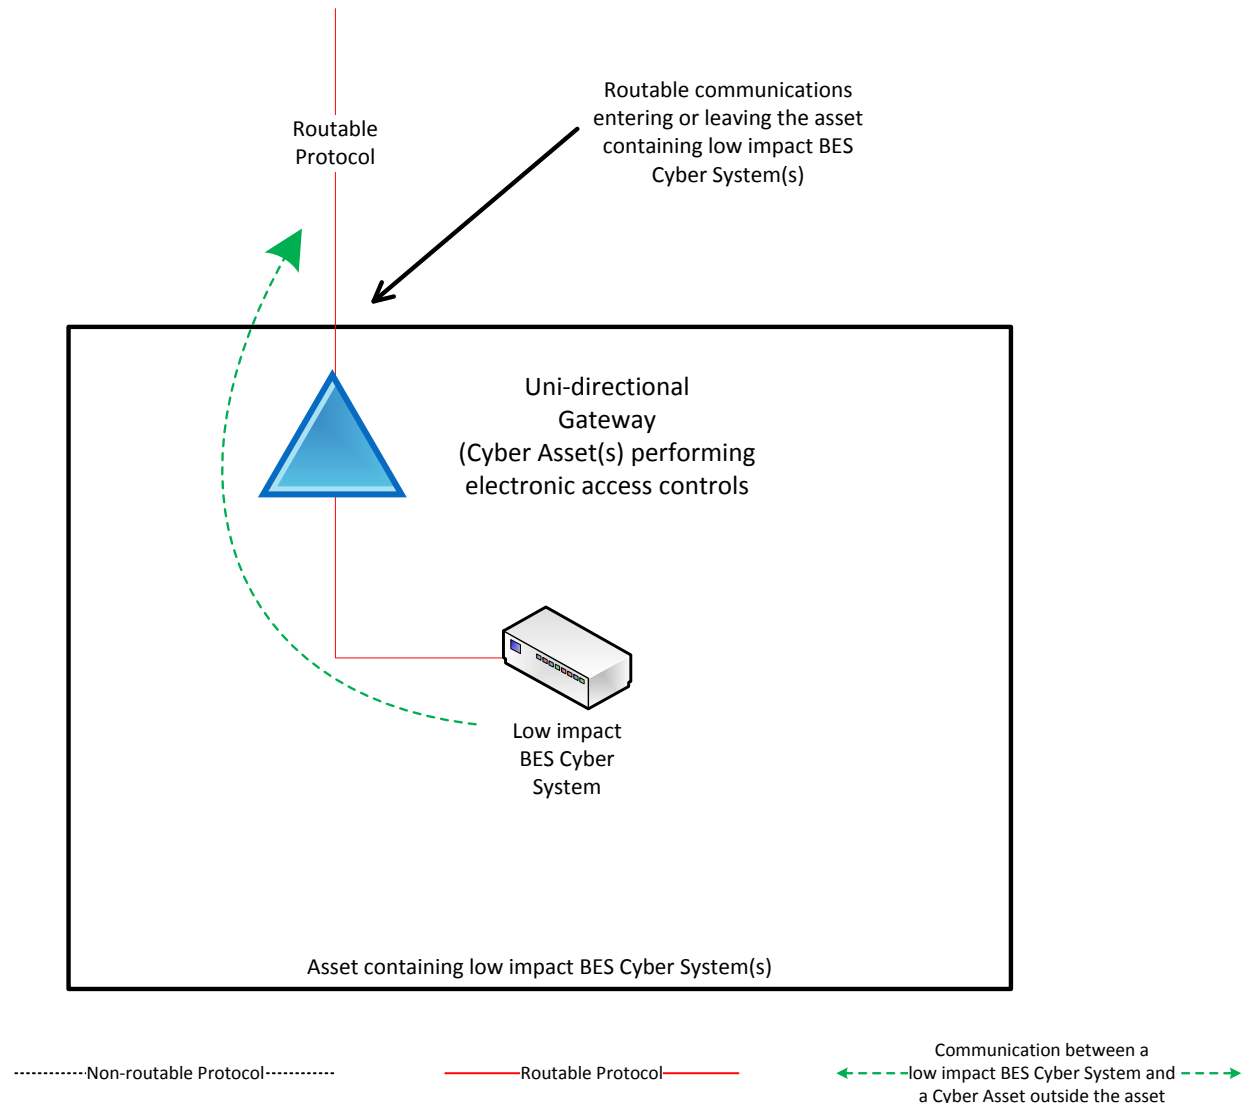 Routable communications
entering or leaving the asset
containing low impact BES
Cyber System(s)
Routable
Protocol
Uni-directional
Gateway
(Cyber Asset(s) performing
electronic access controls
Low impact
BES Cyber
System
Asset containing low impact BES Cyber System(s)
Non-routable Protocol
Routable Protocol
Communication between a
low impact BES Cyber System and
a Cyber Asset outside the asset